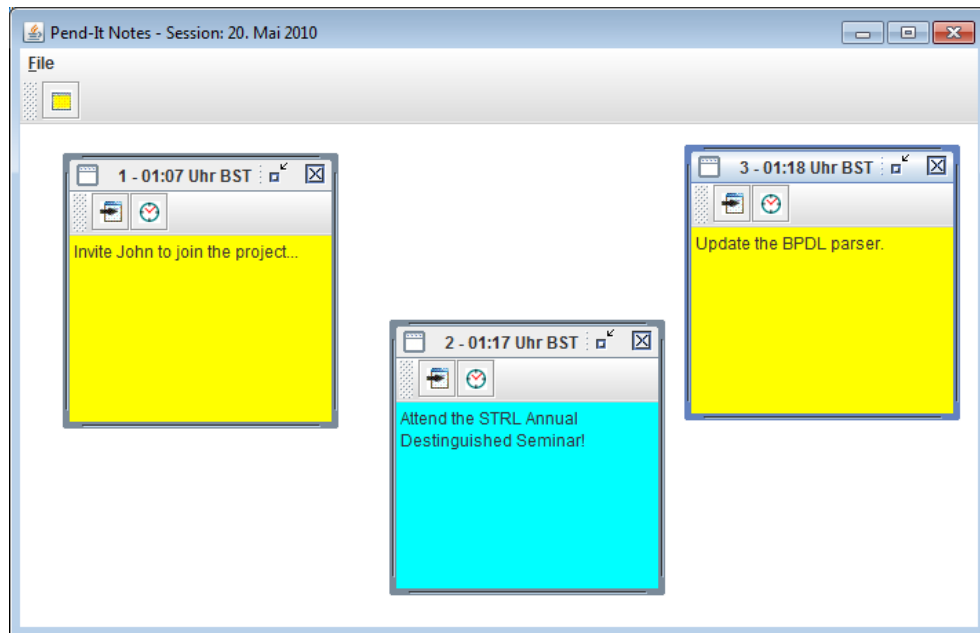 Pend-It Notes - Session: 20. Mai 2010
File
1 - 01:07 Uhr BST
Invite John to join the project...
2 - 01:17 Uhr BST
Attend the STRL Annual
Destinguished Seminar!
3 - 01:18 Uhr BST
Update the BPDL parser.